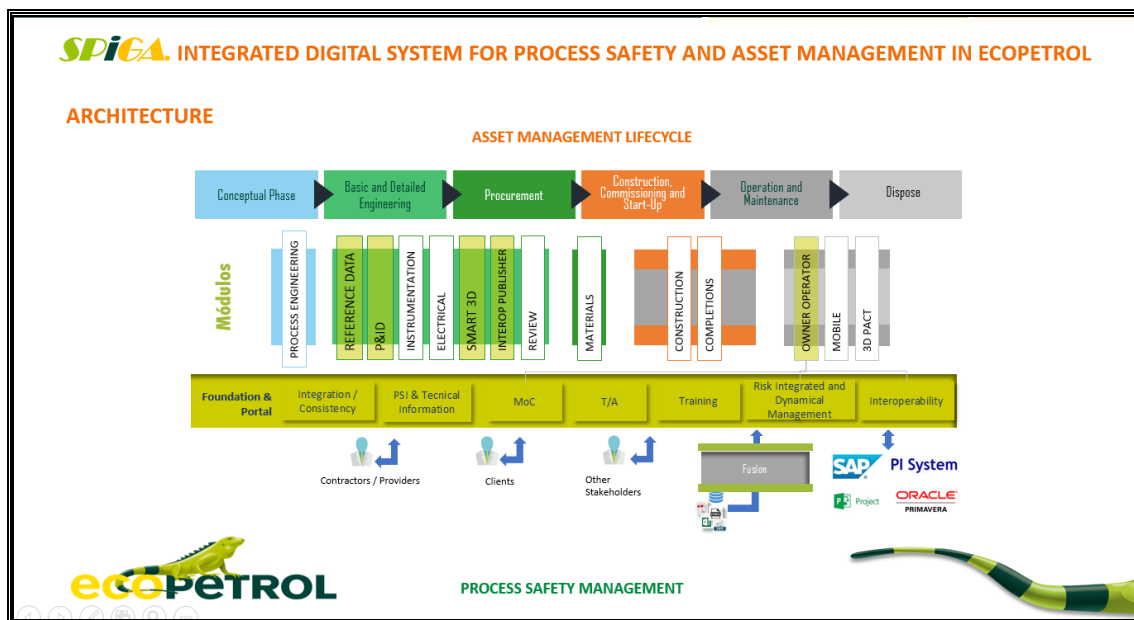 SPiGA. INTEGRATED DIGITAL SYSTEM FOR PROCESS SAFETY AND ASSET MANAGEMENT IN ECOPETROL
ARCHITECTURE
ASSET MANAGEMENT LIFECYCLE
Conceptual Phase
Basic and Detailed
Engineering
Procurement
Construction,
Commissioning and
Start-Up
Operation and
Maintenance
Dispose
Módulos
PROCESS ENGINEERING
REFERENCE DATA
P&ID
INSTRUMENTATION
ELECTRICAL
SMART 3D
INTEROP PUBLISHER
REVIEW
MATERIALS
CONSTRUCTION
COMPLETIONS
OWNER OPERATOR
MOBILE
3D PACT
Foundation &
Portal
Integration /
Consistency
PSI & Tecnical
Information
MoC
T/A
Training
Risk Integrated and
Dynamical
Management
Interoperability
Contractors / Providers
Clients
Other
Stakeholders
Fusion
SAP
PI System
Project
ORACLE
PRIMAVERA
ecoPeTROL
PROCESS SAFETY MANAGEMENT